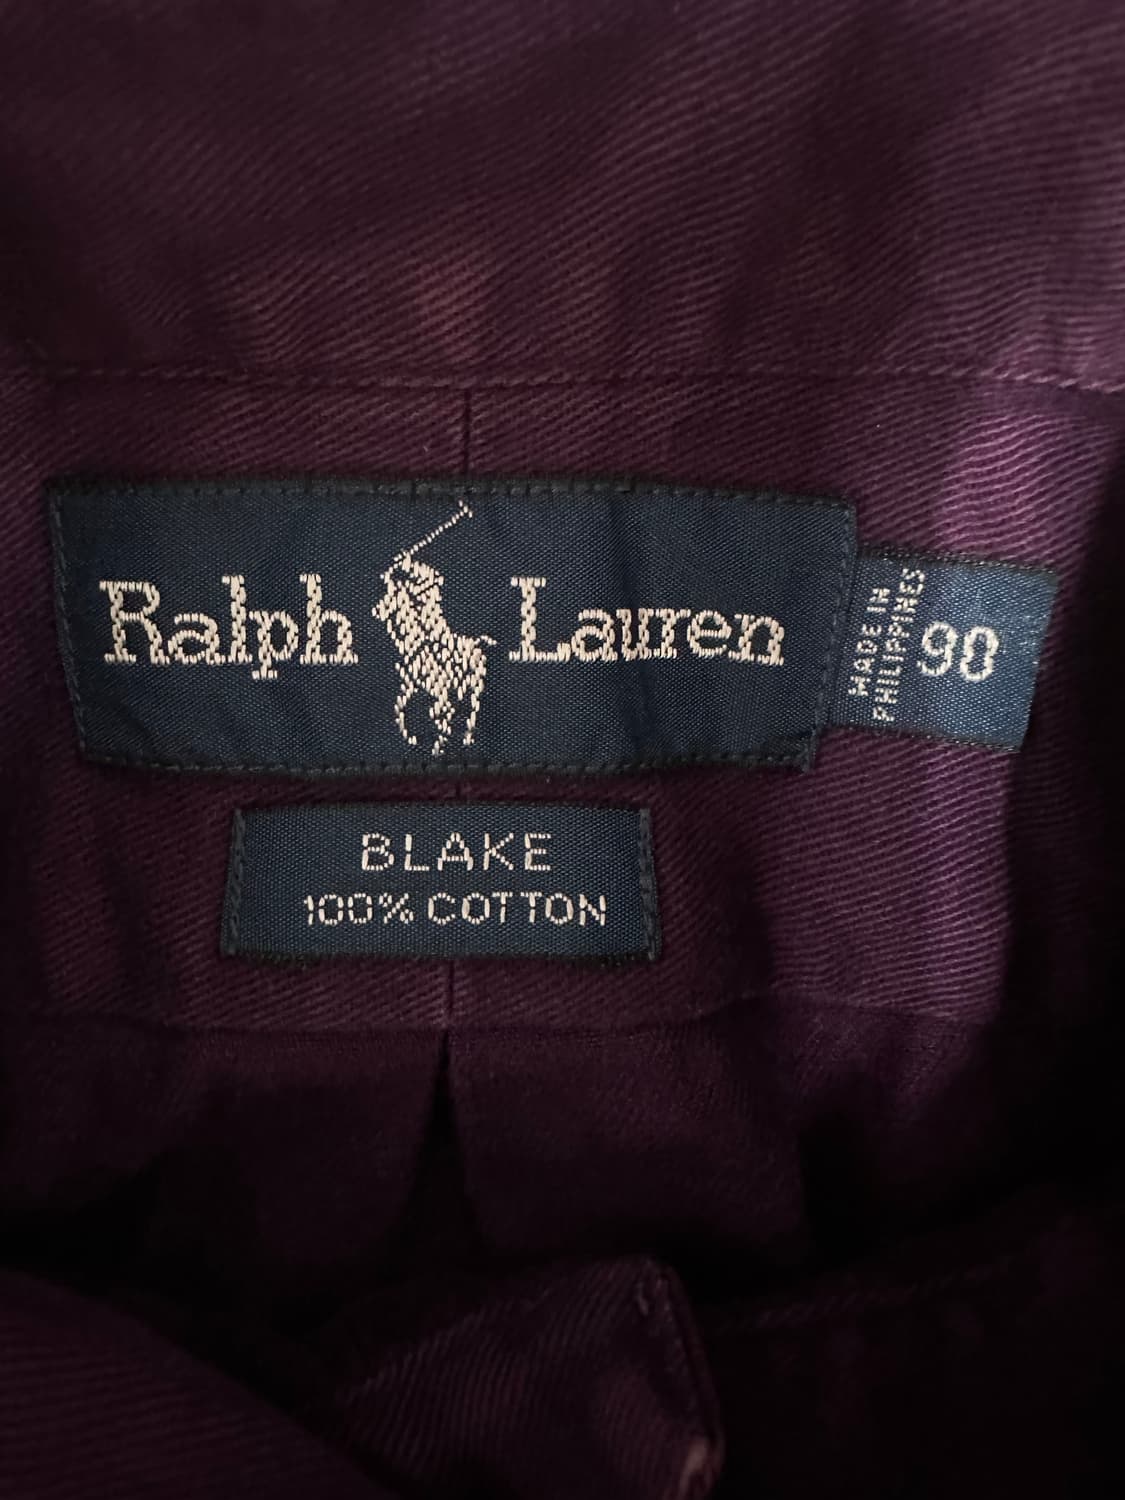 Ralph Lauren
MADE IN
PHILIPPINES
90
BLAKE
100% COTTON